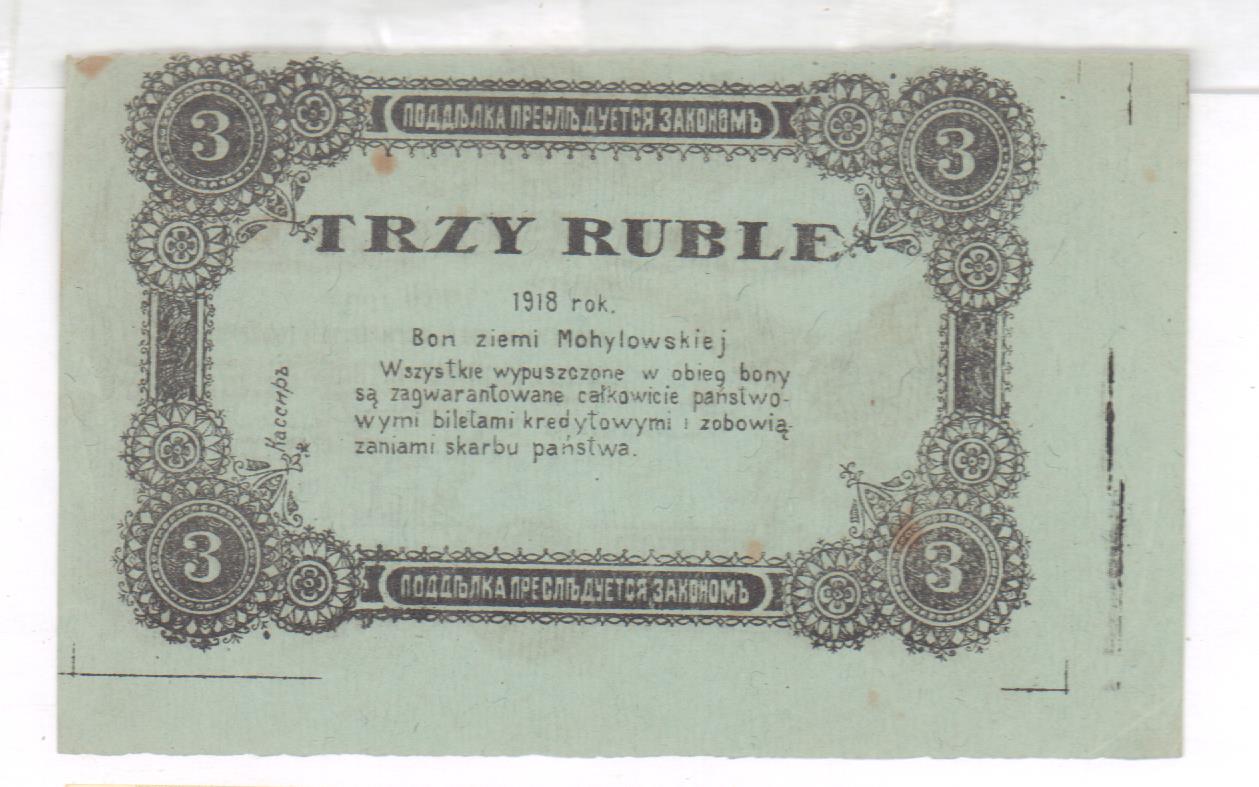 3 ПОДДѢЛКА ПРЕСЛѢДУЕТСЯ ЗАКОНОМЪ 3
TRZY RUBLE
1918 rok.
Bon ziemi Mohylowskiej
Wszystkie wypuszczone w obieg bony
są zagwarantowane całkowicie państwo-
wymi biletami kredytowymi i zobowią-
zaniami skarbu państwa.
Кассиръ
3 ПОДДѢЛКА ПРЕСЛѢДУЕТСЯ ЗАКОНОМЪ 3